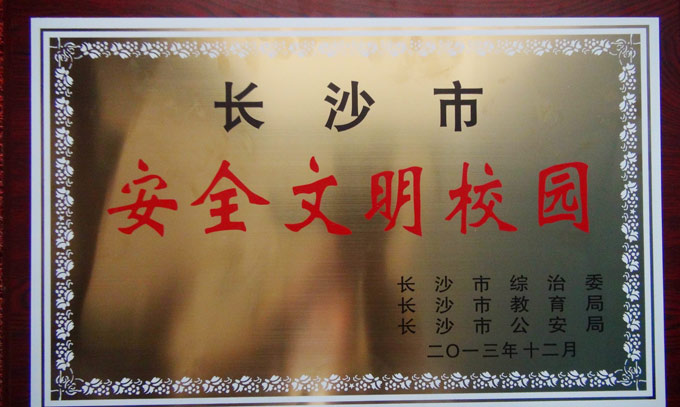 长沙市
安全文明校园
长沙市综治委
长沙市教育局
长沙市公安局
二〇一三年十二月